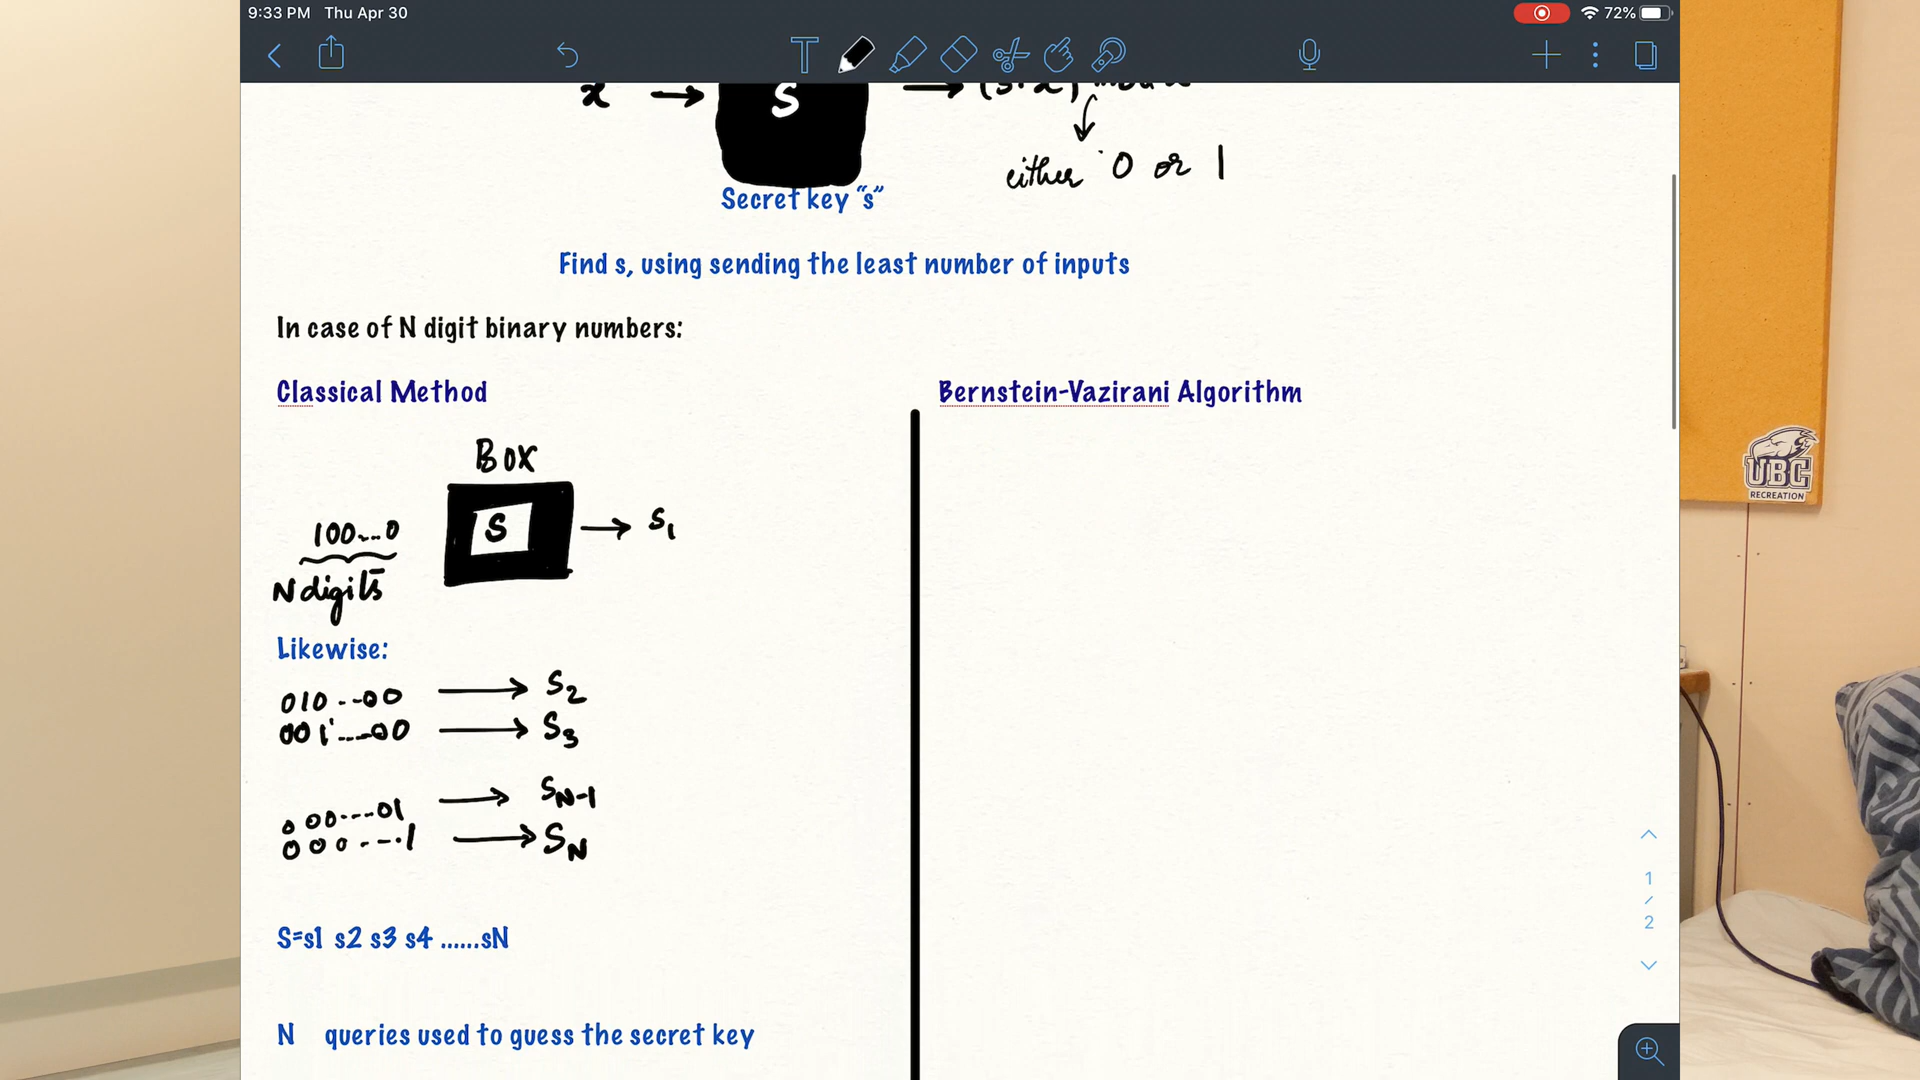 9:33 PM Thu Apr 30
72%
x → S → (s.x) mod 2
either 0 or 1
Secret key “s”
Find s, using sending the least number of inputs
In case of N digit binary numbers:
Classical Method
Bernstein-Vazirani Algorithm
Box
100...0 S → S1
N digits
Likewise:
010...00 → S2
001...00 → S3
000...01 → SN-1
000...1 → SN
S=s1 s2 s3 s4 ......sN
N queries used to guess the secret key
UBC
RECREATION
1
/
2